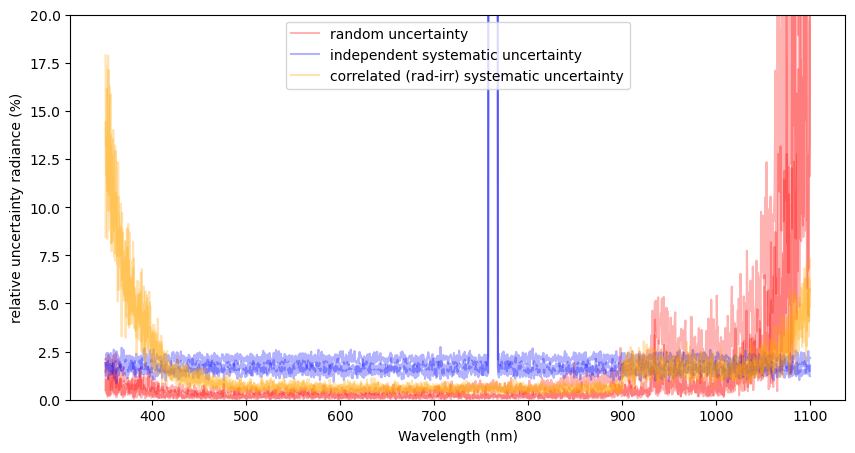 random uncertainty
independent systematic uncertainty
correlated (rad-irr) systematic uncertainty
relative uncertainty radiance (%)
20.0
17.5
15.0
12.5
10.0
7.5
5.0
2.5
0.0
400 500 600 700 800 900 1000 1100
Wavelength (nm)